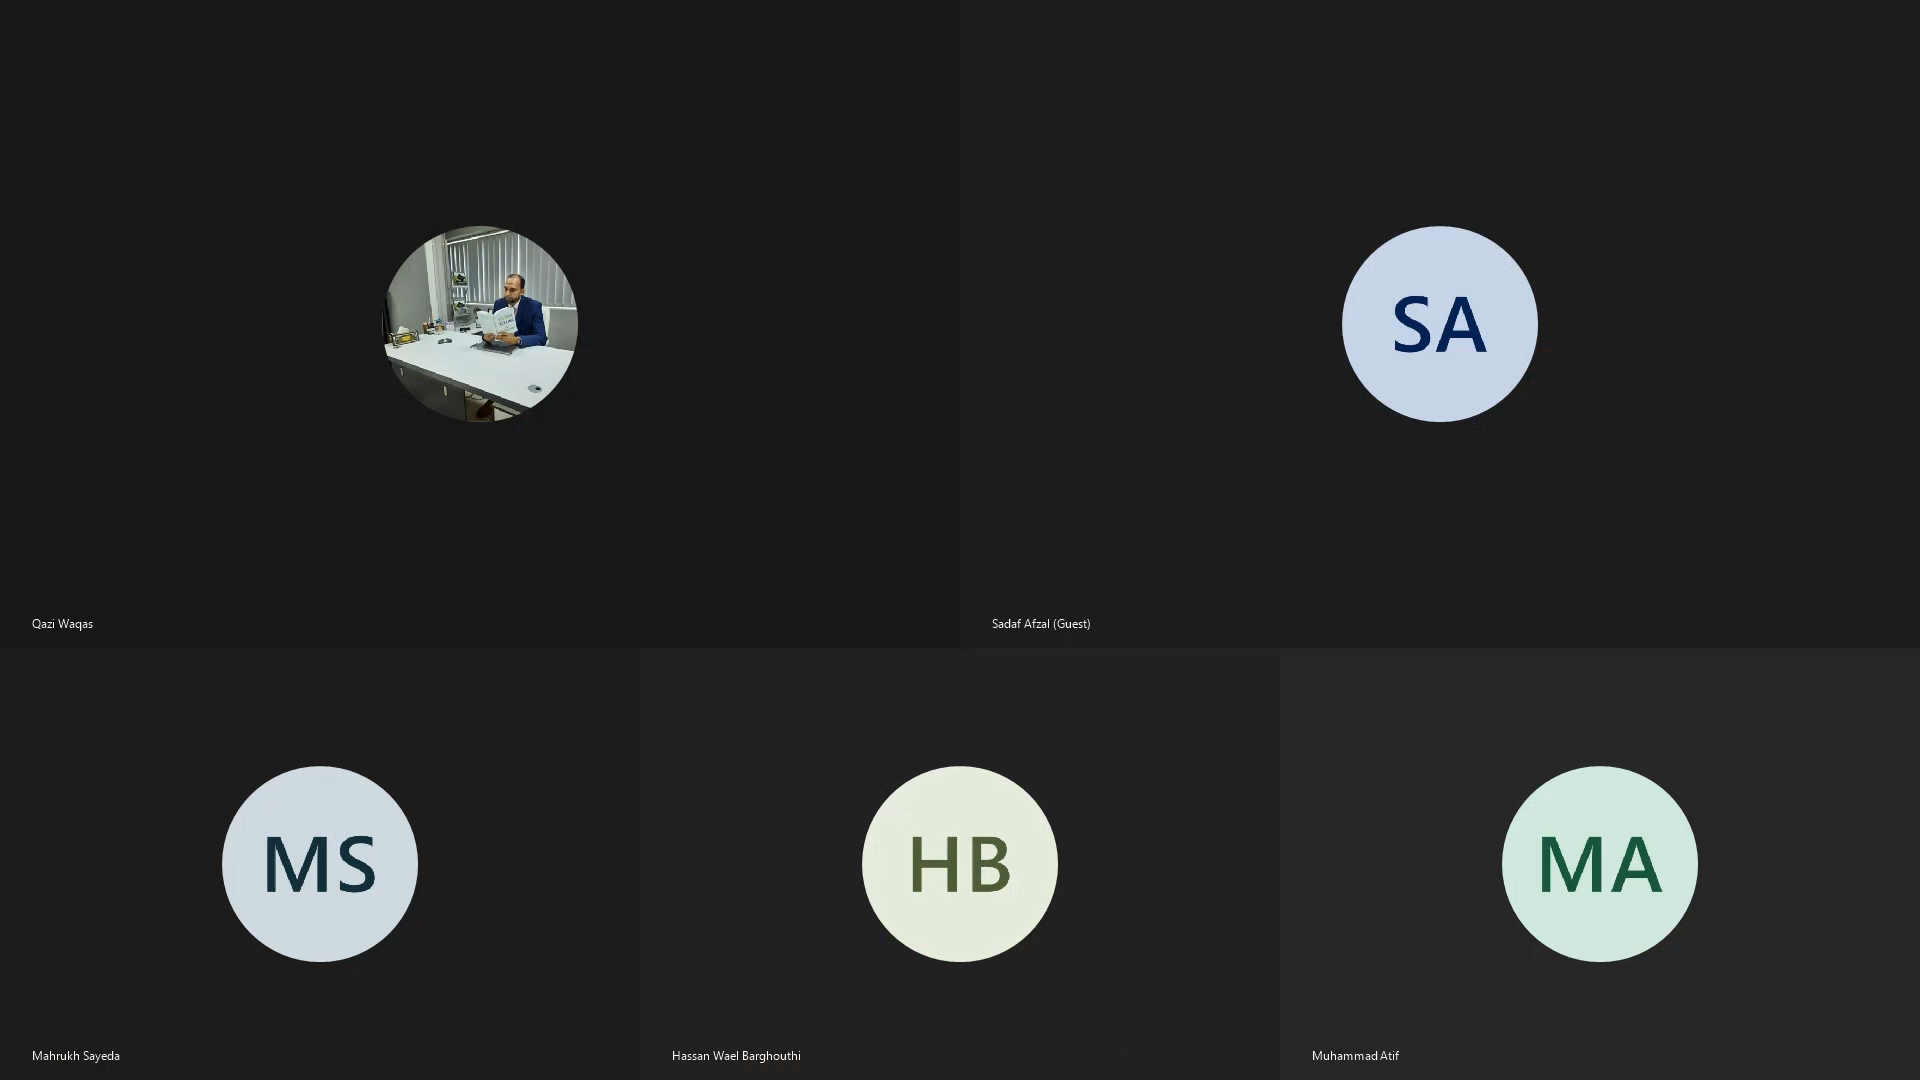 SA
Qazi Waqas
Sadaf Afzal (Guest)
MS
HB
MA
Mahrukh Sayeda
Hassan Wael Barghouthi
Muhammad Atif